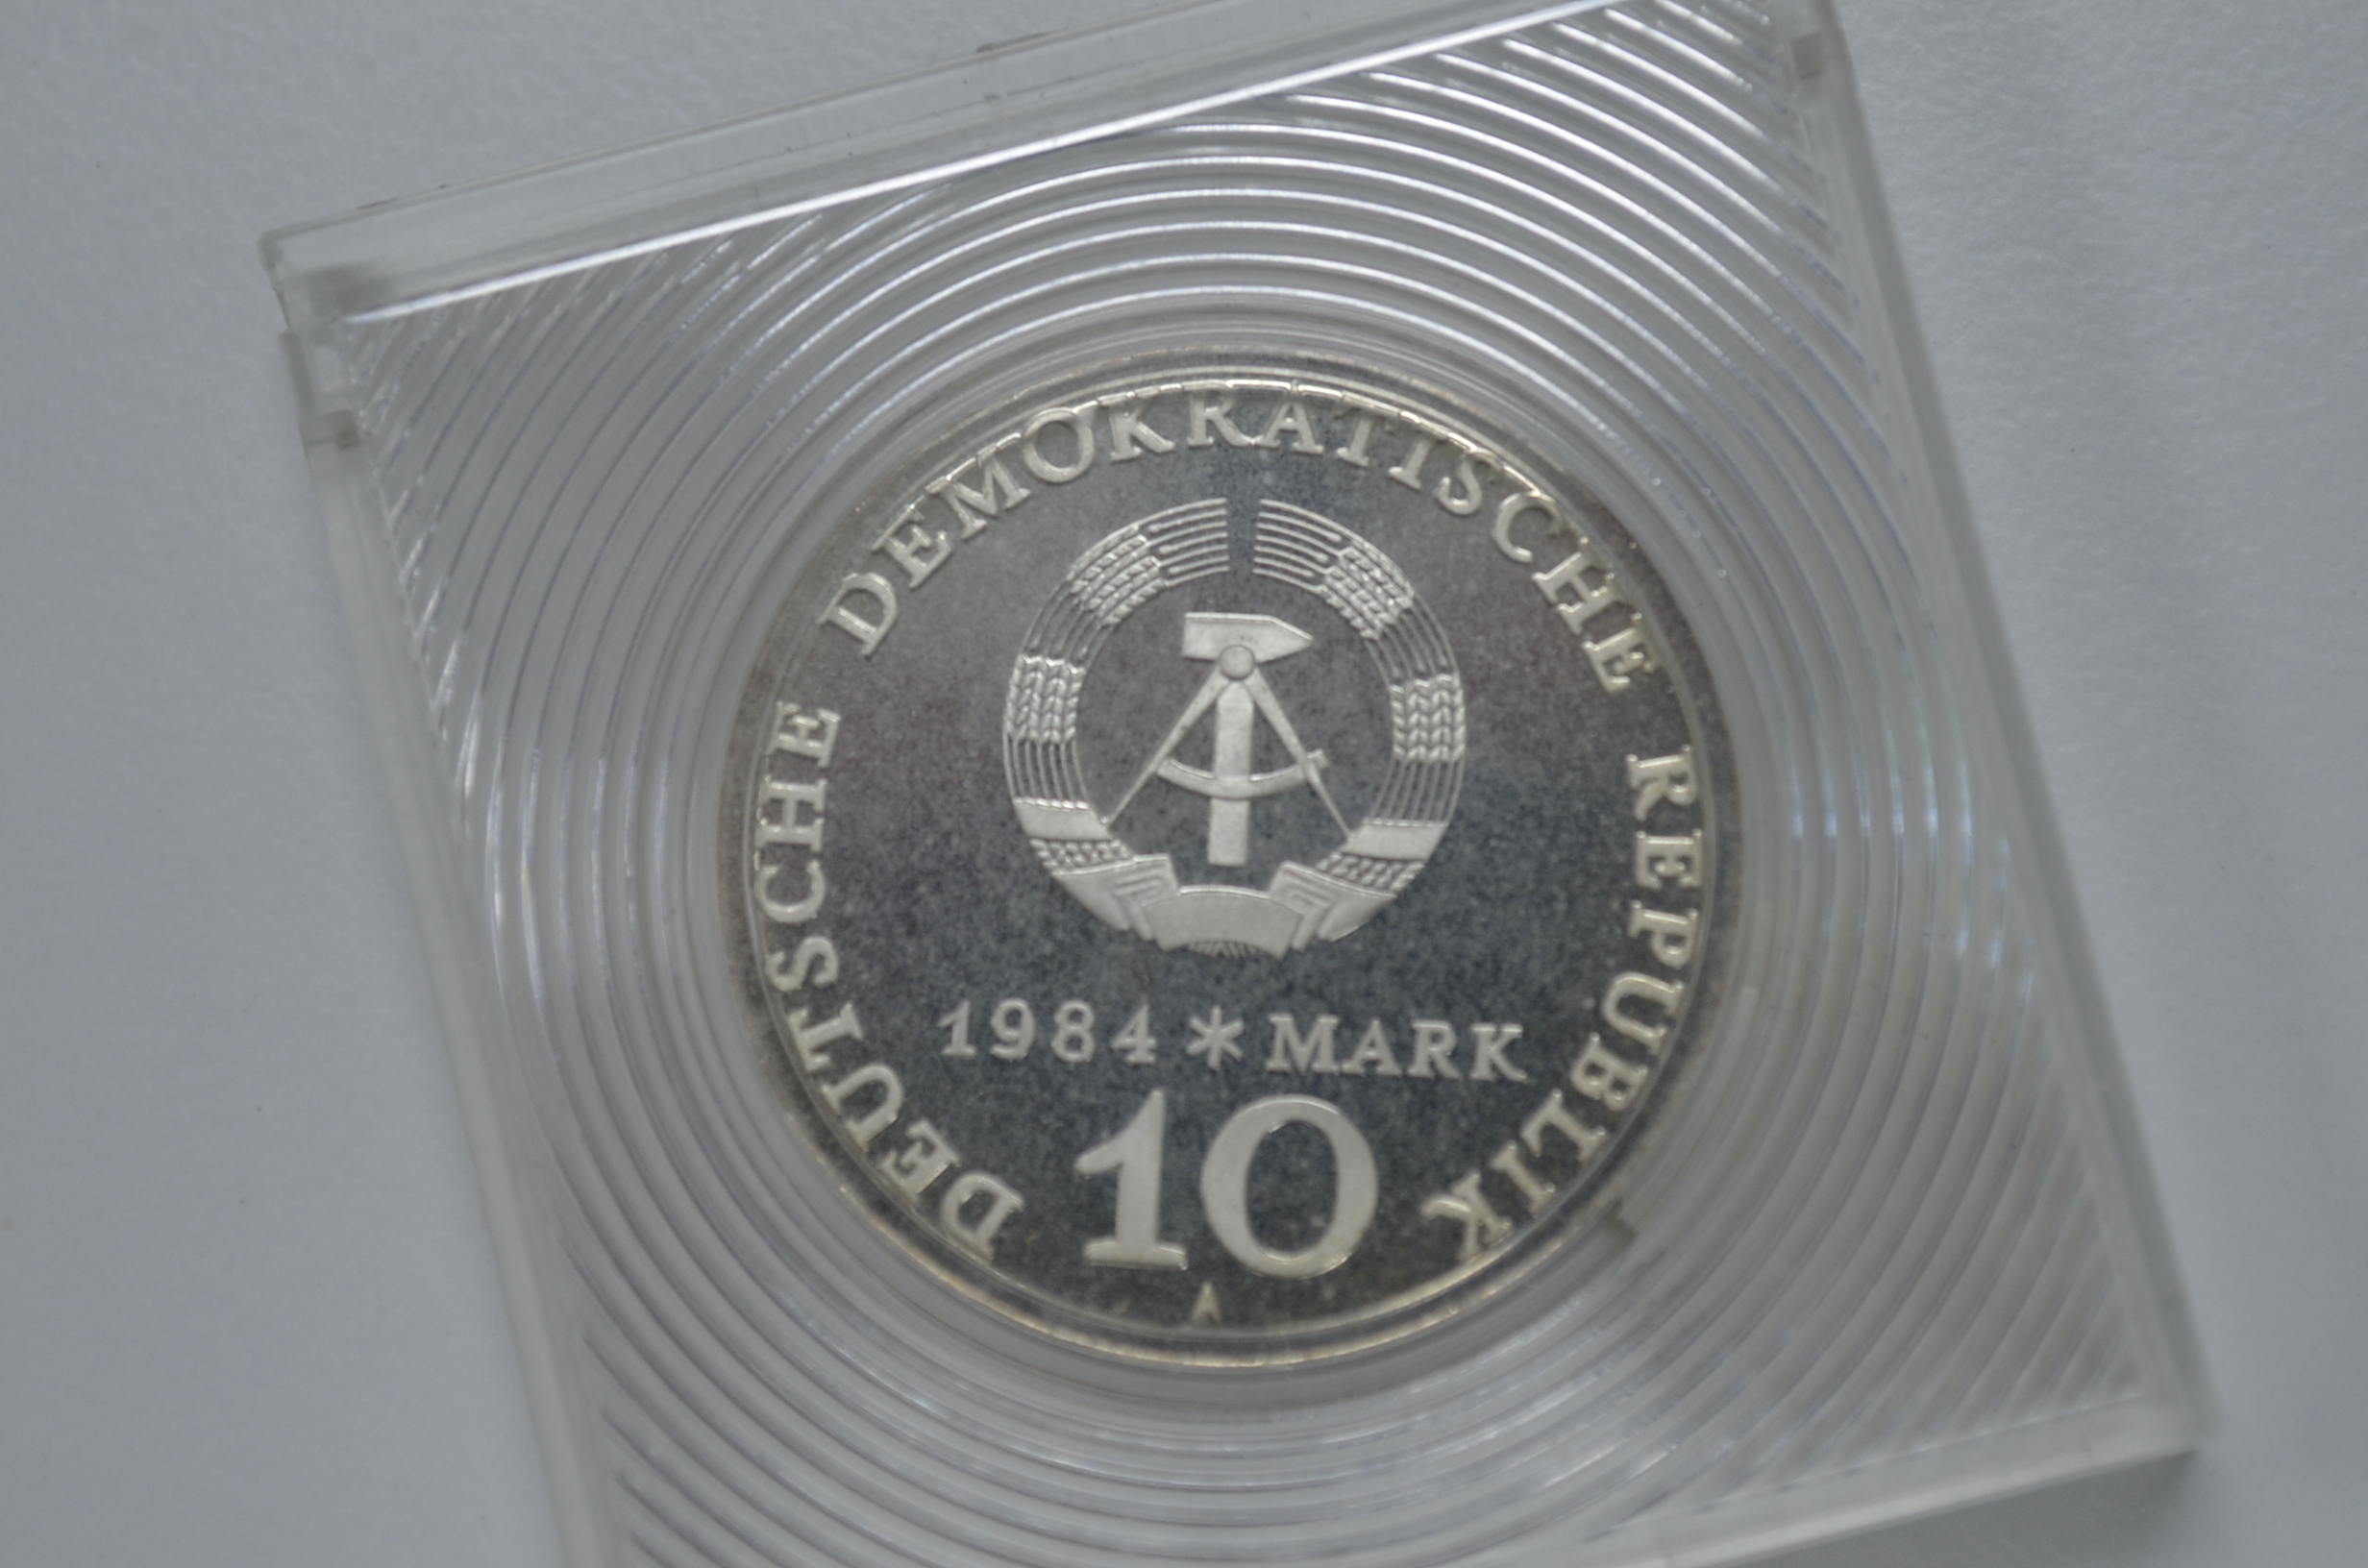 DEUTSCHE DEMOKRATISCHE REPUBLIK
1984 * MARK
10
A